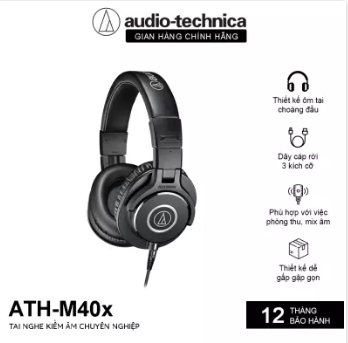 audio-technica
GIAN HÀNG CHÍNH HÃNG
Thiết kế ôm tai
choàng đầu
Dây cáp rời
3 kích cỡ
Phù hợp với việc
phòng thu, mix âm
Thiết kế dễ
gấp gáp gọn
ATH-M40x
TAI NGHE KIỂM ÂM CHUYÊN NGHIỆP
12 THÁNG
BẢO HÀNH